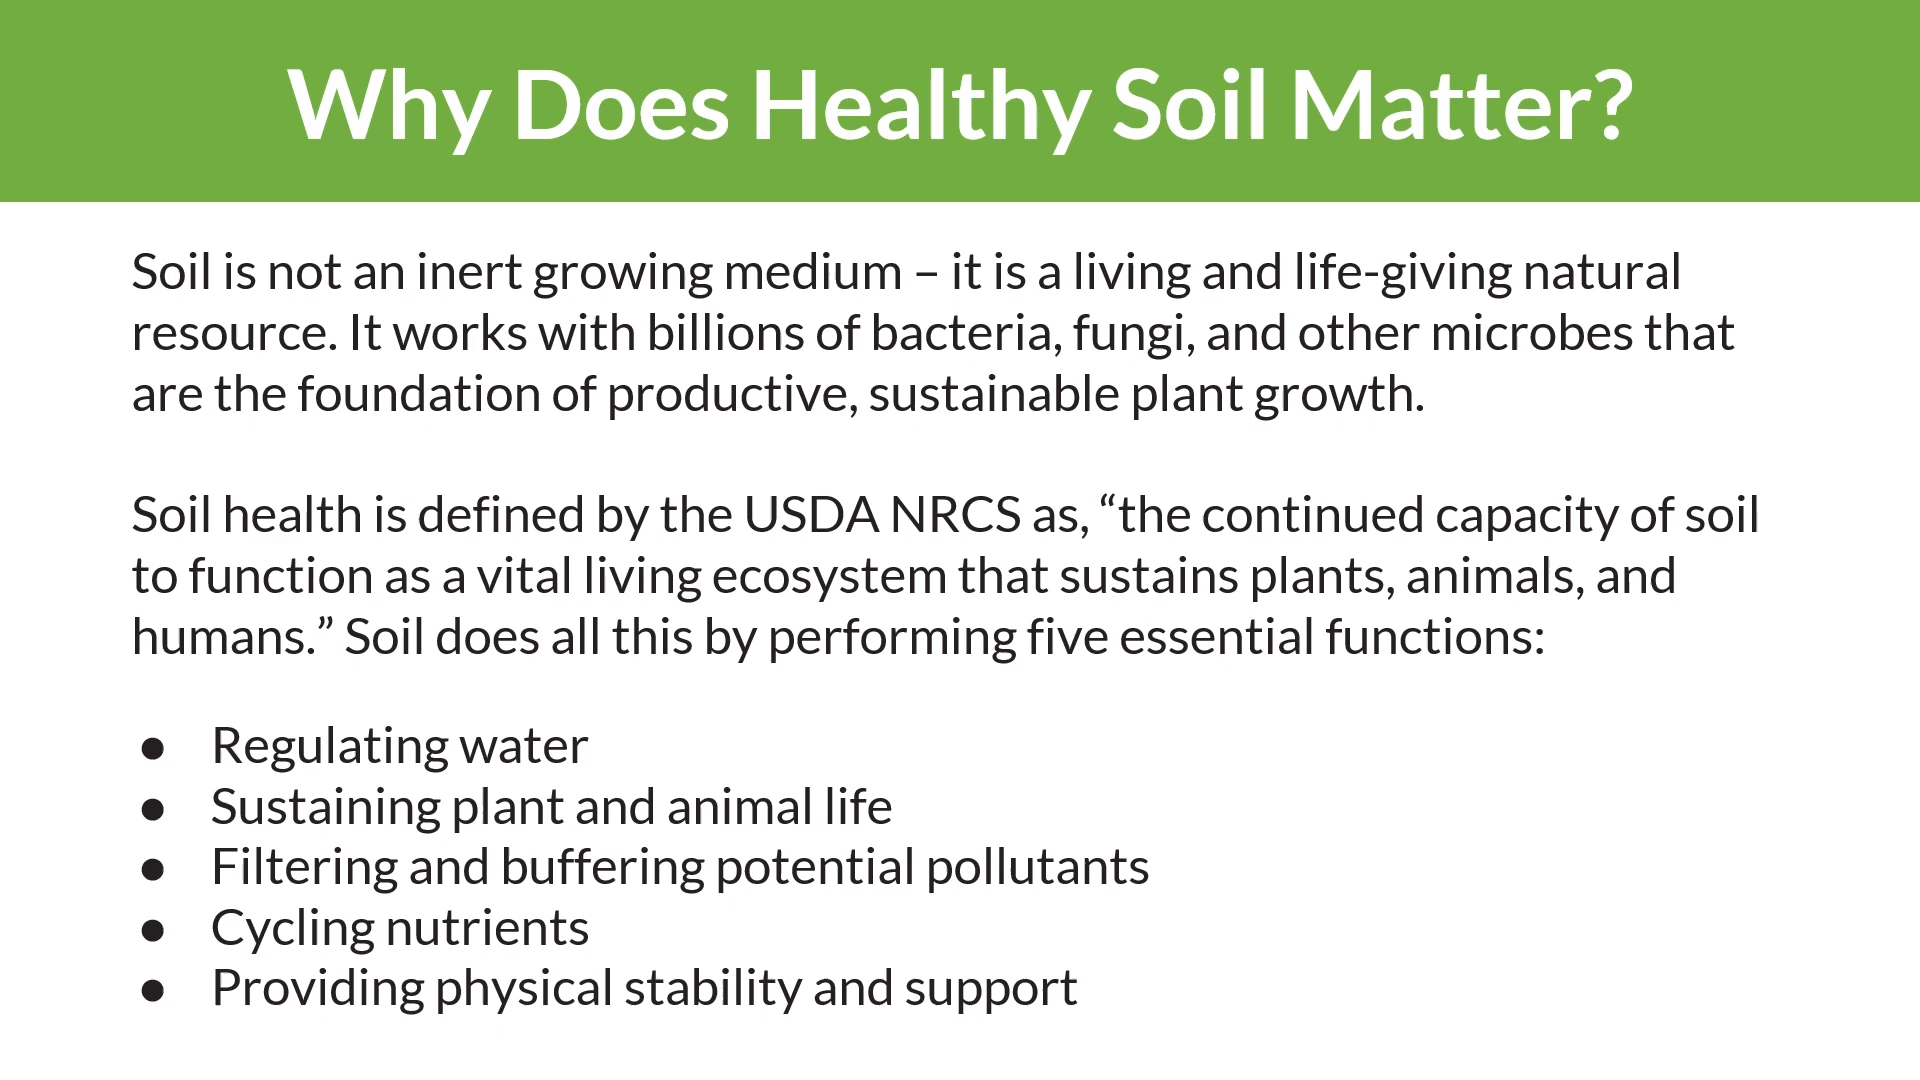 Why Does Healthy Soil Matter?
Soil is not an inert growing medium – it is a living and life-giving natural
resource. It works with billions of bacteria, fungi, and other microbes that
are the foundation of productive, sustainable plant growth.
Soil health is defined by the USDA NRCS as, “the continued capacity of soil
to function as a vital living ecosystem that sustains plants, animals, and
humans.” Soil does all this by performing five essential functions:
● Regulating water
● Sustaining plant and animal life
● Filtering and buffering potential pollutants
● Cycling nutrients
● Providing physical stability and support